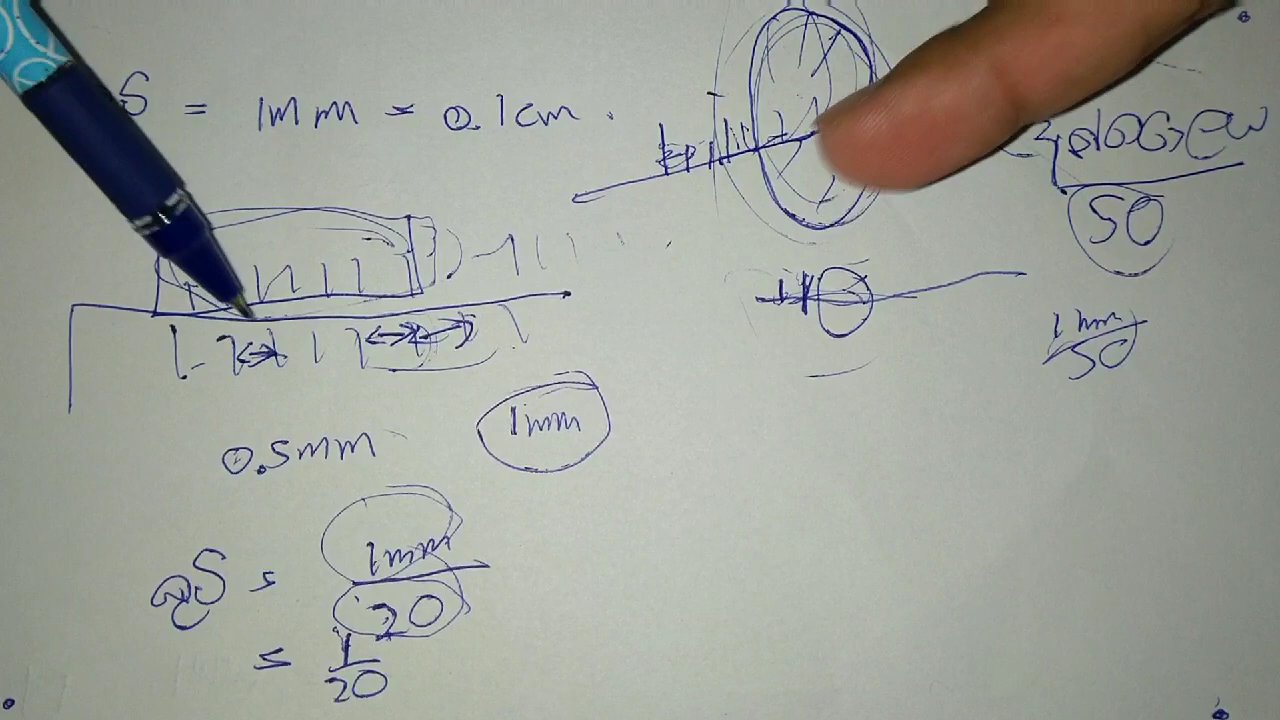 = 1mm = 0.1cm .
50
1mm
50
1mm
0.5mm
= 1mm
20
= 1
20